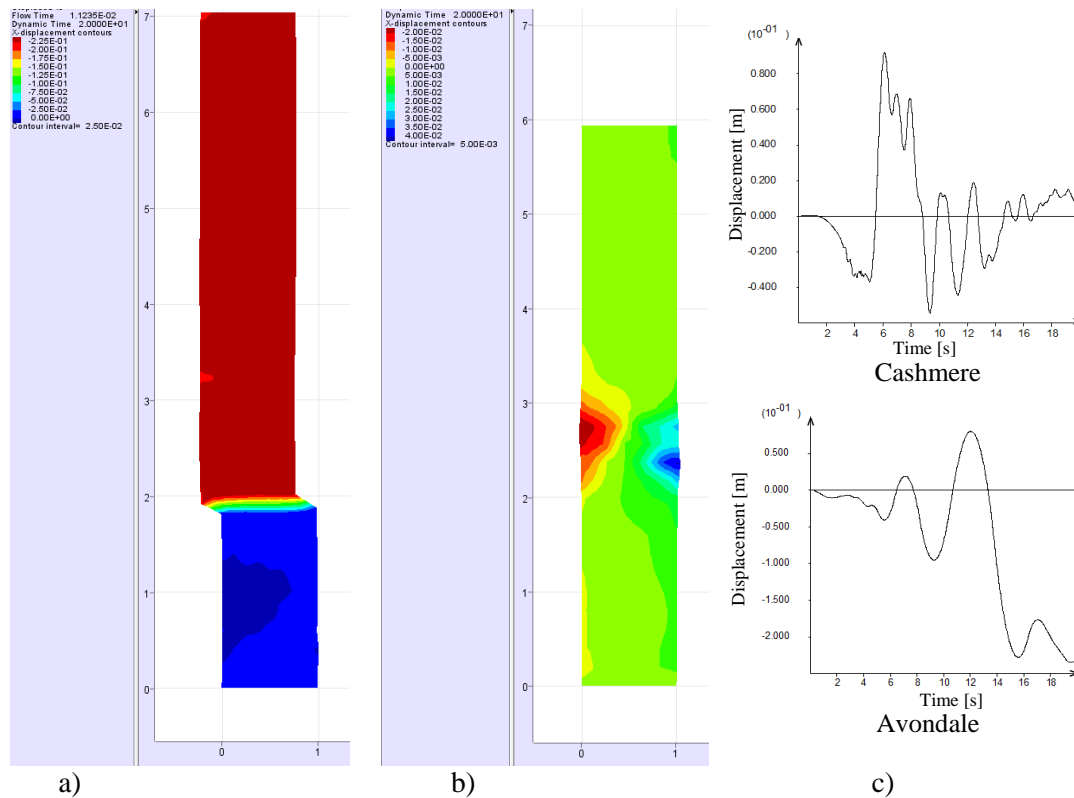 Flow Time 1.1235E-02
Dynamic Time 2.0000E+01
X-displacement contours
-2.25E-01
-2.00E-01
-1.75E-01
-1.50E-01
-1.25E-01
-1.00E-01
-7.50E-02
-5.00E-02
-2.50E-02
0.00E+00
Contour interval= 2.50E-02
7
6
5
4
3
2
1
0
0 1
a)
Dynamic Time 2.0000E+01
X-displacement contours
-2.00E-02
-1.50E-02
-1.00E-02
-5.00E-03
0.00E+00
5.00E-03
1.00E-02
1.50E-02
2.00E-02
2.50E-02
3.00E-02
3.50E-02
4.00E-02
Contour interval= 5.00E-03
7
6
5
4
3
2
1
0
0 1
b)
(10-01 )
0.800
0.600
0.400
0.200
0.000
-0.200
-0.400
Displacement [m]
2 4 6 8 10 12 14 16 18
Time [s]
Cashmere
(10-01 )
0.500
0.000
-0.500
-1.000
-1.500
-2.000
Displacement [m]
2 4 6 8 10 12 14 16 18
Time [s]
Avondale
c)